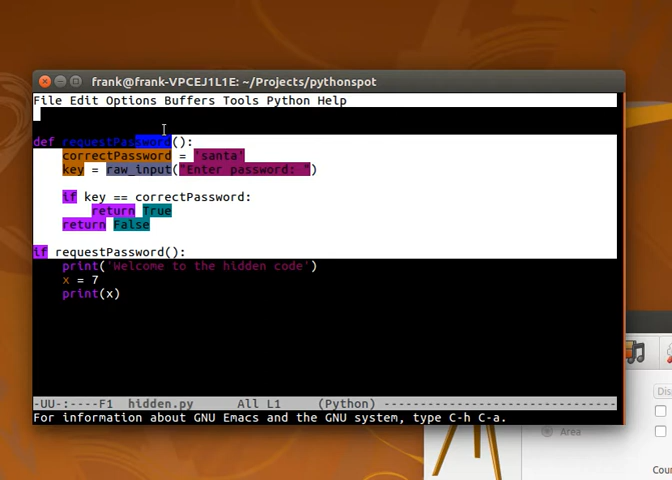 frank@frank-VPCEJ1L1E: ~/Projects/pythonspot
File Edit Options Buffers Tools Python Help
def requestPassword():
correctPassword = 'santa'
key = raw_input("Enter password: ")
if key == correctPassword:
return True
return False
if requestPassword():
print('Welcome to the hidden code')
x = 7
print(x)
-UU-:----F1 hidden.py All L1 (Python) --------------------------------
For information about GNU Emacs and the GNU system, type C-h C-a.
Area